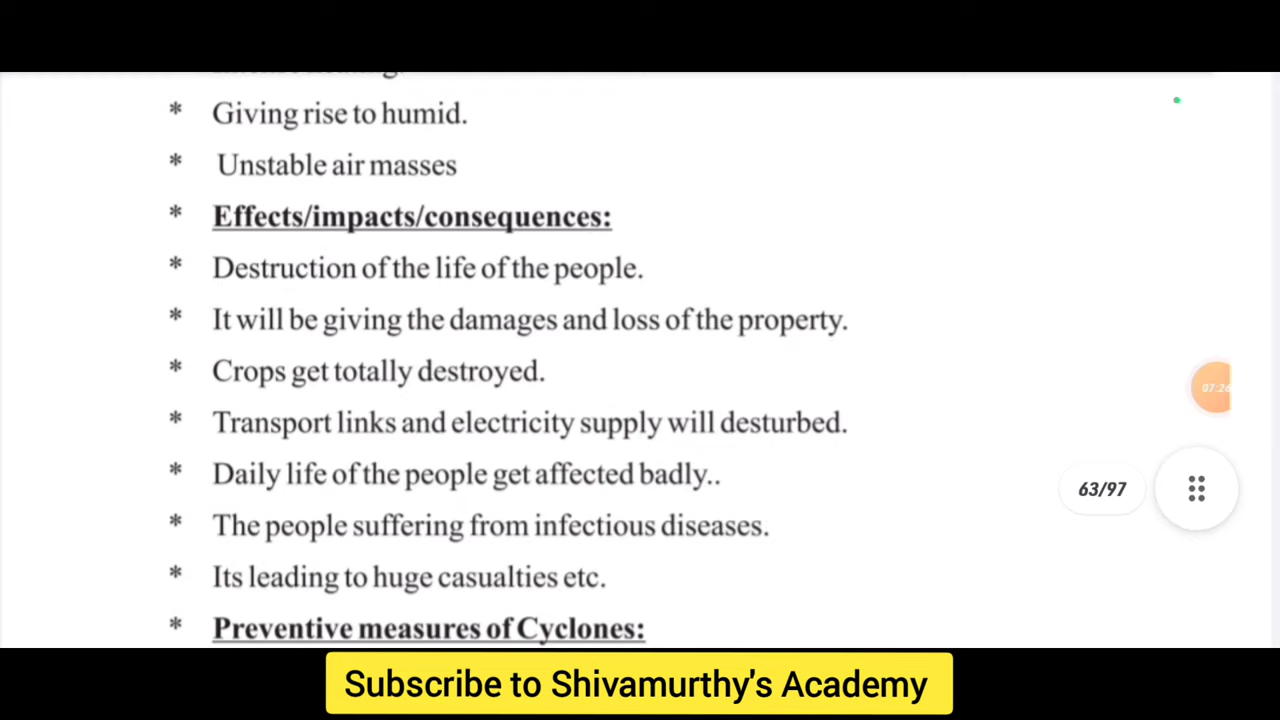 * Giving rise to humid.
* Unstable air masses
* Effects/impacts/consequences:
* Destruction of the life of the people.
* It will be giving the damages and loss of the property.
* Crops get totally destroyed.
* Transport links and electricity supply will desturbed.
07:26
* Daily life of the people get affected badly..
63/97
* The people suffering from infectious diseases.
* Its leading to huge casualties etc.
* Preventive measures of Cyclones:
Subscribe to Shivamurthy's Academy